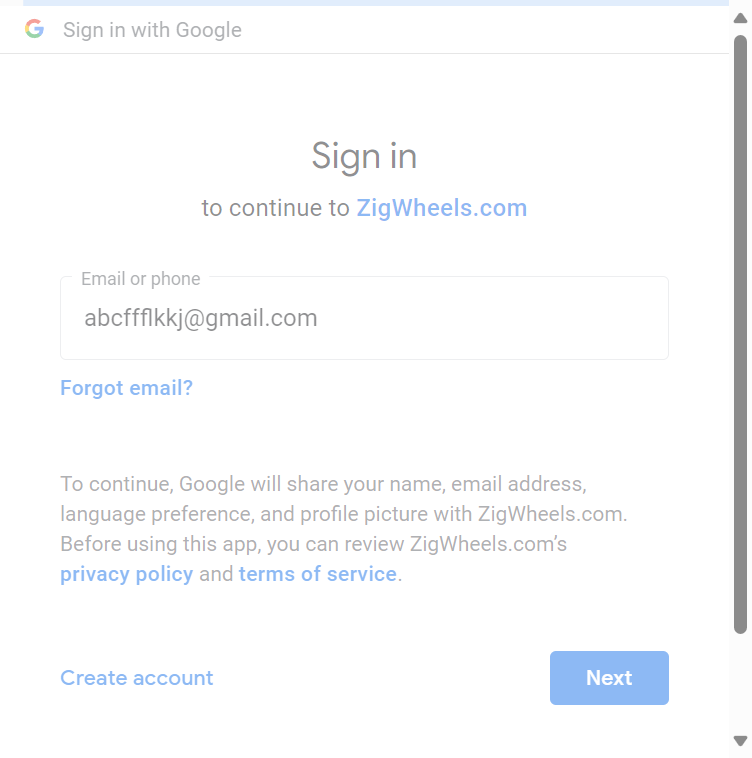 Sign in with Google
Sign in
to continue to ZigWheels.com
Email or phone
abcffflkkj@gmail.com
Forgot email?
To continue, Google will share your name, email address,
language preference, and profile picture with ZigWheels.com.
Before using this app, you can review ZigWheels.com’s
privacy policy and terms of service.
Create account
Next